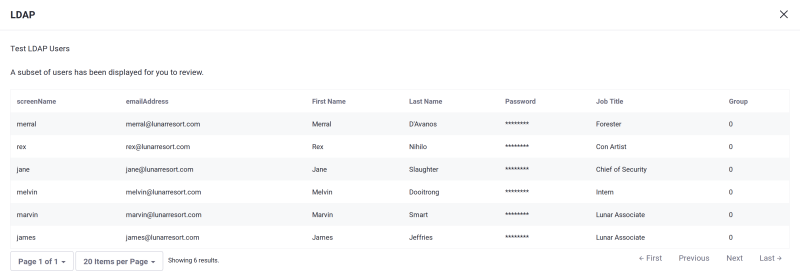 LDAP
Test LDAP Users
A subset of users has been displayed for you to review.
screenName emailAddress First Name Last Name Password Job Title Group
merral merral@lunarresort.com Merral D'Avanos ******** Forester 0
rex rex@lunarresort.com Rex Nihilo ******** Con Artist 0
jane jane@lunarresort.com Jane Slaughter ******** Chief of Security 0
melvin melvin@lunarresort.com Melvin Dooitrong ******** Intern 0
marvin marvin@lunarresort.com Marvin Smart ******** Lunar Associate 0
james james@lunarresort.com James Jeffries ******** Lunar Associate 0
Page 1 of 1 20 Items per Page Showing 6 results. ← First Previous Next Last →